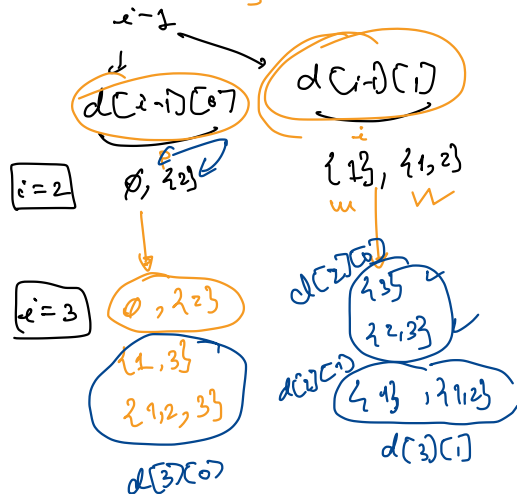 i-1
d[i-1][0] d[i-1][1]
i
i=2 ∅, {2} {1}, {1,2}
d[2][0]
i=3 ∅, {2} {3}
{1,3} {2,3}
d[2][1]
{1,2,3} {1}, {1,2}
d[3][0] d[3][1]